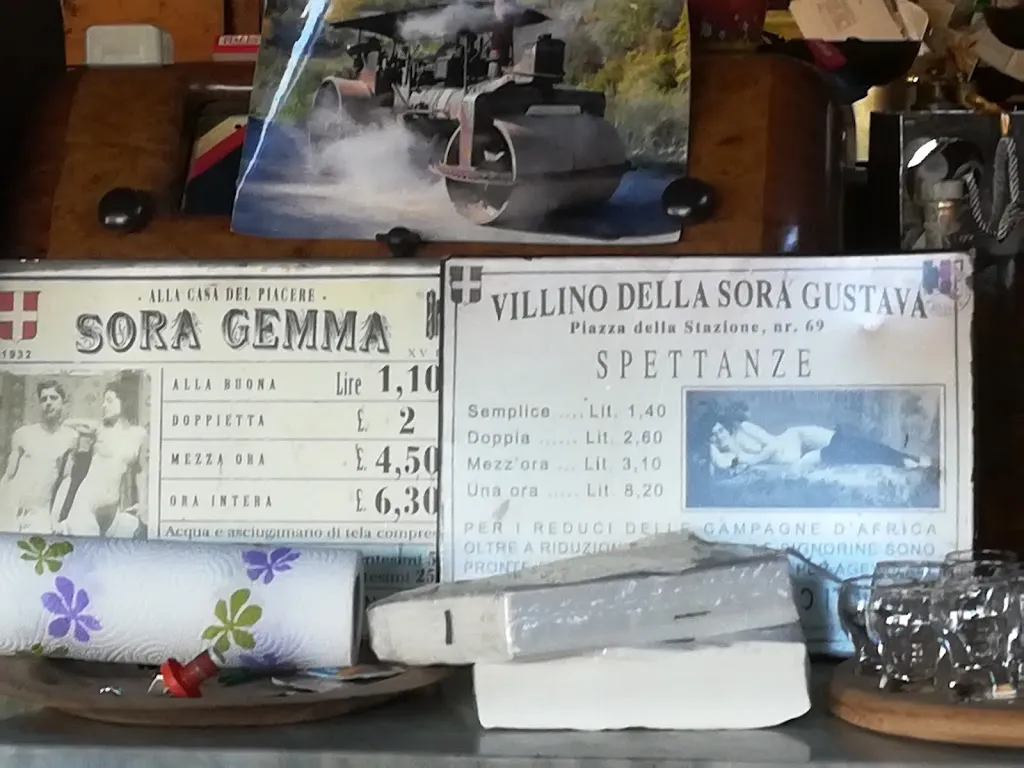 · ALLA CASA DEL PIACERE ·
SORA GEMMA
1932
XV
ALLA BUONA Lire 1,10
DOPPIETTA £. 2
MEZZA ORA £. 4,50
ORA INTERA £. 6,30
Acqua e asciugamano di tela
VILLINO DELLA SORA GUSTAVA
Piazza della Stazione, nr. 69
SPETTANZE
Semplice .... Lit. 1,40
Doppia ...... Lit. 2,60
Mezz'ora ... Lit. 3,10
Una ora ..... Lit. 8,20
PER I REDUCI DELLE CAMPAGNE D'AFRICA
OLTRE A SIGNORINE SONO